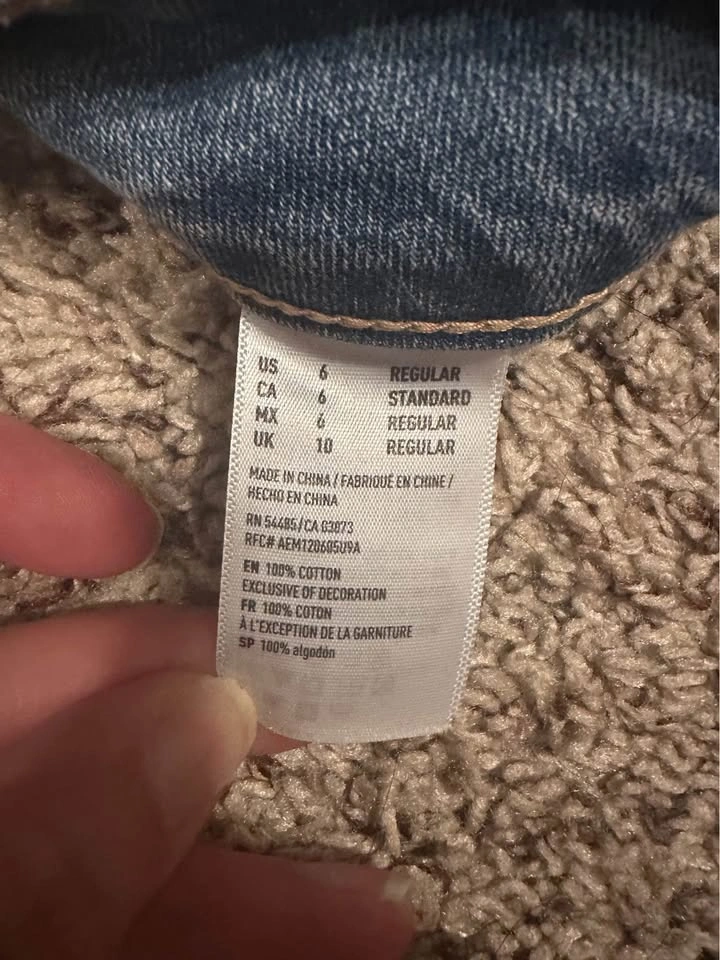 US 6 REGULAR
CA 6 STANDARD
MX 6 REGULAR
UK 10 REGULAR
MADE IN CHINA / FABRIQUÉ EN CHINE /
HECHO EN CHINA
RN 54485/CA 03873
RFC# AEM120605U9A
EN 100% COTTON
EXCLUSIVE OF DECORATION
FR 100% COTON
À L'EXCEPTION DE LA GARNITURE
SP 100% algodón